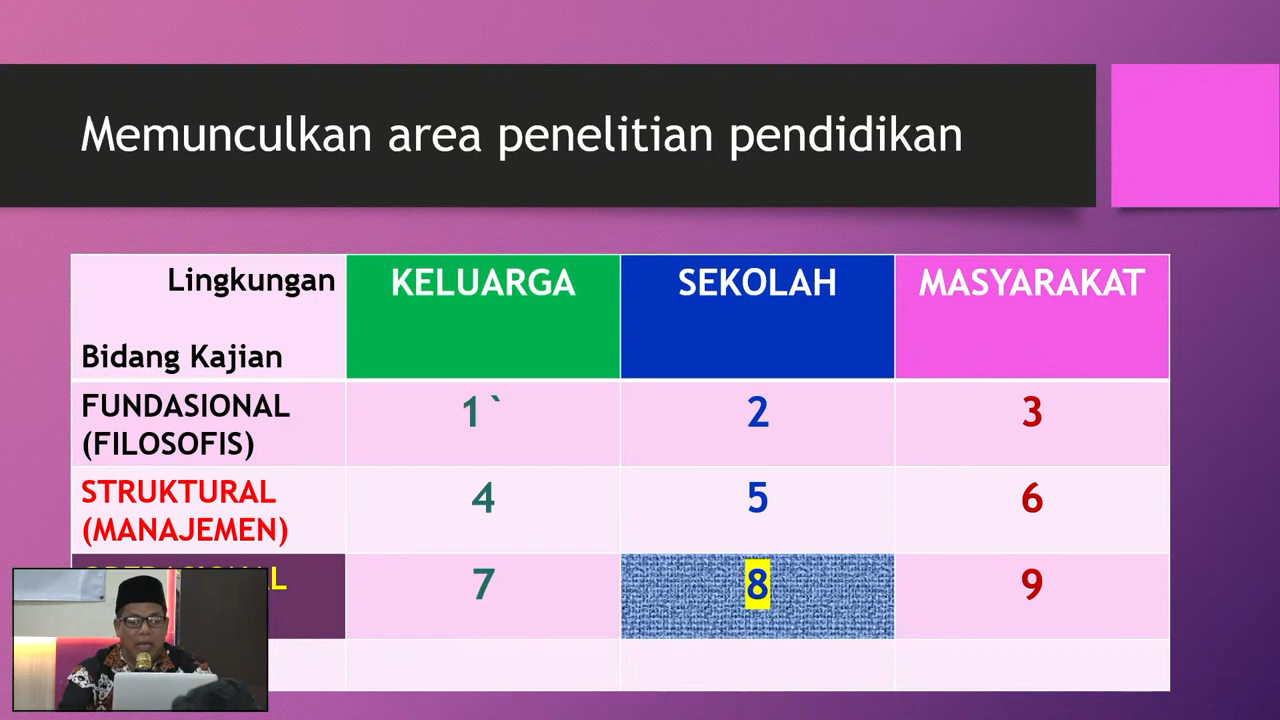 Memunculkan area penelitian pendidikan
Lingkungan
Bidang Kajian
KELUARGA
SEKOLAH
MASYARAKAT
FUNDASIONAL
(FILOSOFIS)
1 `
2
3
STRUKTURAL
(MANAJEMEN)
4
5
6
7
8
9